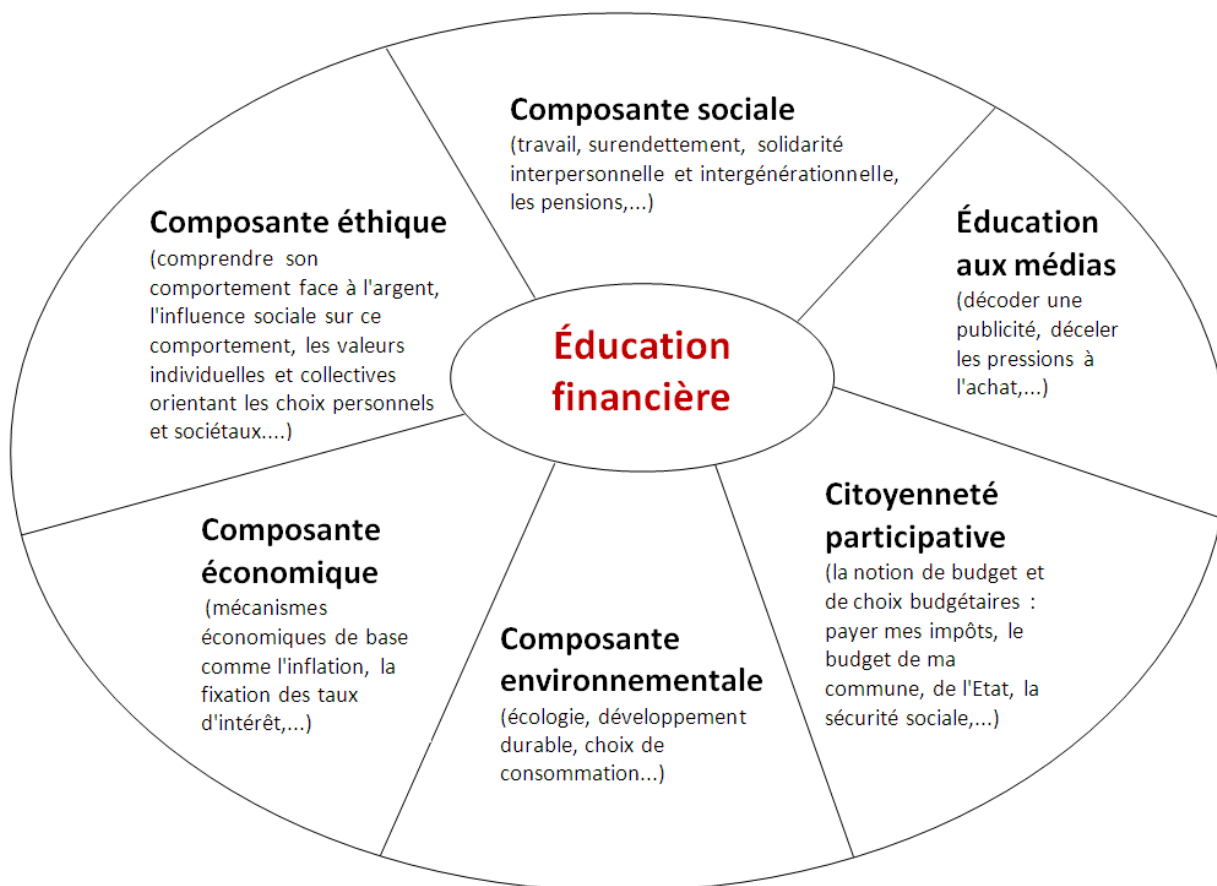 Composante sociale
(travail, surendettement, solidarité
interpersonnelle et intergénérationnelle,
les pensions,...)
Éducation
aux médias
(décoder une
publicité, déceler
les pressions à
l'achat,...)
Citoyenneté
participative
(la notion de budget et
de choix budgétaires :
payer mes impôts, le
budget de ma
commune, de l'Etat, la
sécurité sociale,...)
Composante
environnementale
(écologie, développement
durable, choix de
consommation...)
Composante
économique
(mécanismes
économiques de base
comme l'inflation, la
fixation des taux
d'intérêt,...)
Composante éthique
(comprendre son
comportement face à l'argent,
l'influence sociale sur ce
comportement, les valeurs
individuelles et collectives
orientant les choix personnels
et sociétaux....)
Éducation
financière